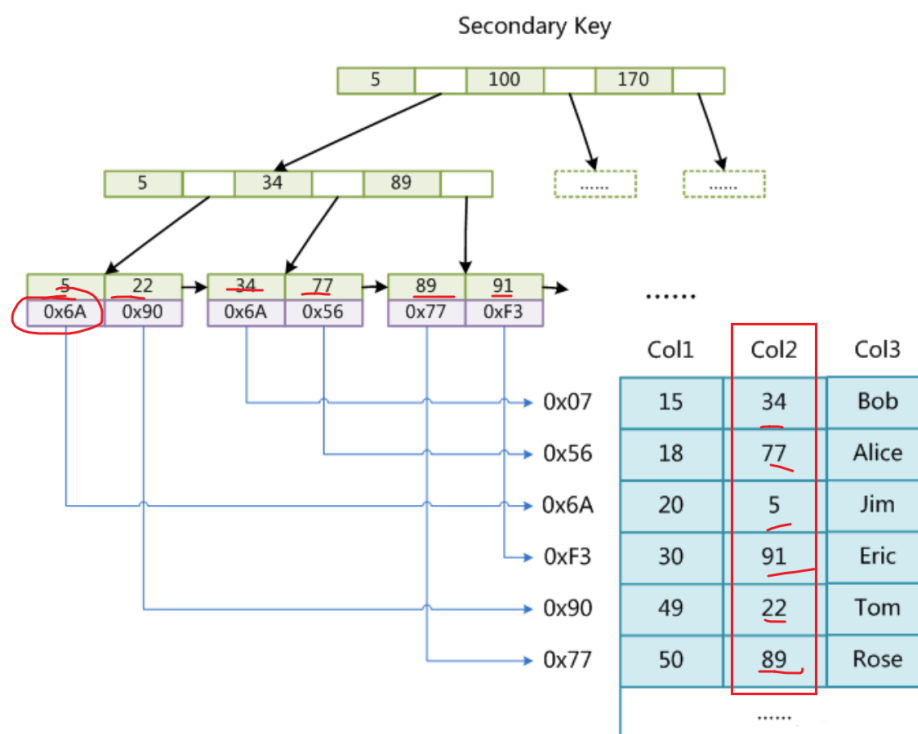 Secondary Key
5 100 170
5 34 89
...... ......
5 22 34 77 89 91
0x6A 0x90 0x6A 0x56 0x77 0xF3
......
Col1 Col2 Col3
0x07 15 34 Bob
0x56 18 77 Alice
0x6A 20 5 Jim
0xF3 30 91 Eric
0x90 49 22 Tom
0x77 50 89 Rose
......